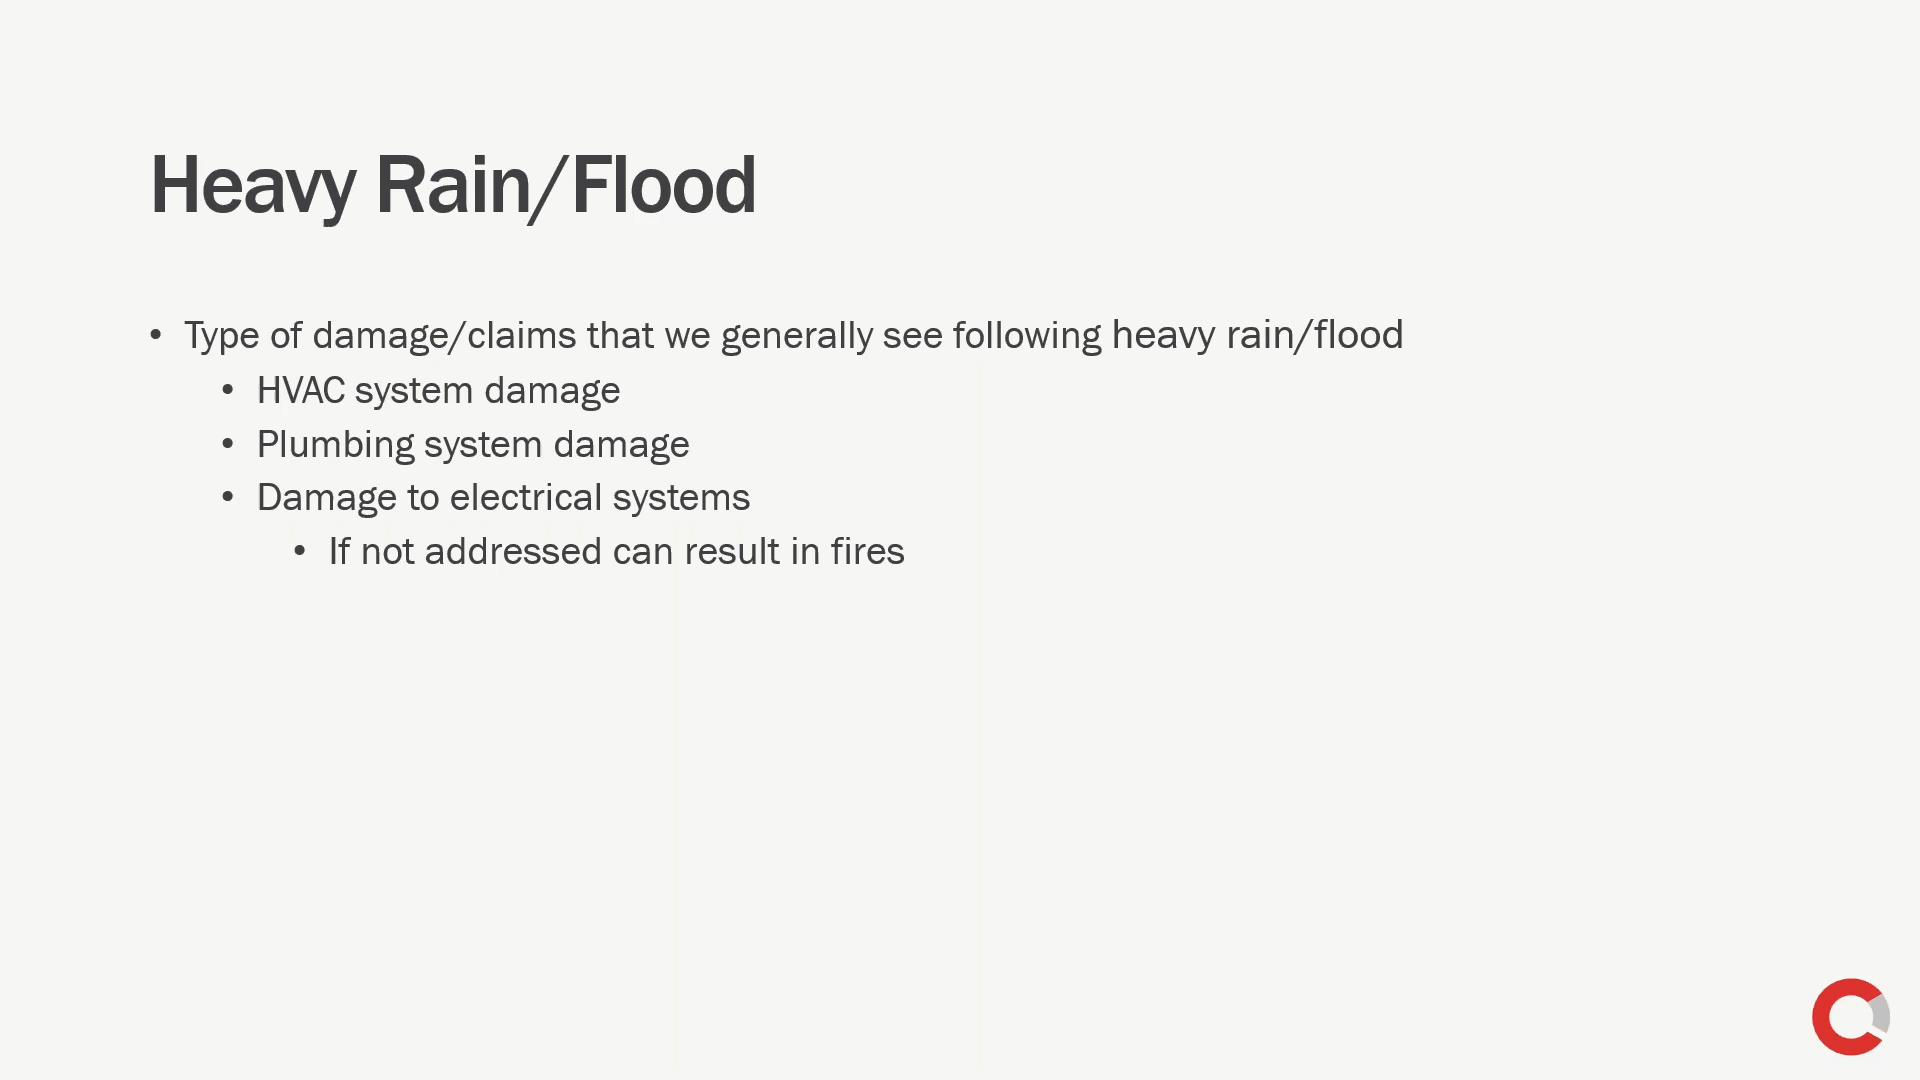 Heavy Rain/Flood
• Type of damage/claims that we generally see following heavy rain/flood
• HVAC system damage
• Plumbing system damage
• Damage to electrical systems
• If not addressed can result in fires